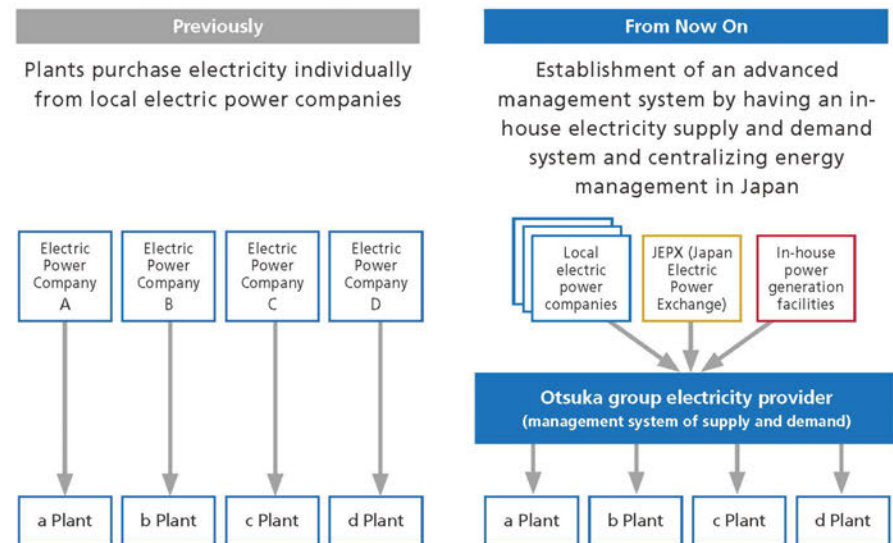 Previously
Plants purchase electricity individually
from local electric power companies
Electric
Power
Company
A
Electric
Power
Company
B
Electric
Power
Company
C
Electric
Power
Company
D
a Plant
b Plant
c Plant
d Plant
From Now On
Establishment of an advanced
management system by having an in-
house electricity supply and demand
system and centralizing energy
management in Japan
Local
electric
power
companies
JEPX (Japan
Electric
Power
Exchange)
In-house
power
generation
facilities
Otsuka group electricity provider
(management system of supply and demand)
a Plant
b Plant
c Plant
d Plant